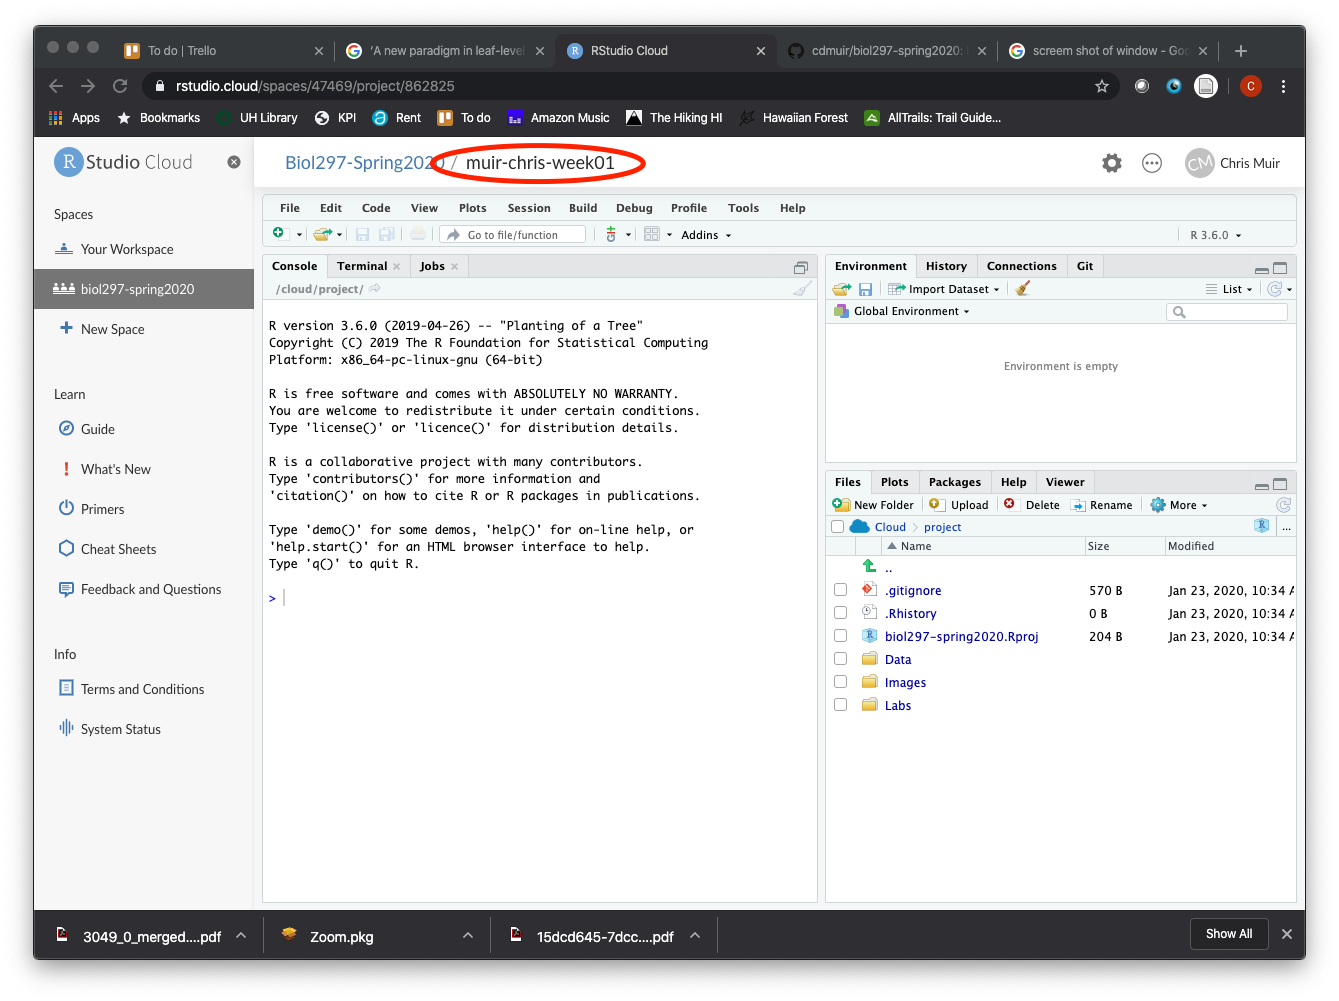 To do | Trello
'A new paradigm in leaf-level
RStudio Cloud
cdmuir/biol297-spring2020:
screem shot of window - Goo
rstudio.cloud/spaces/47469/project/862825
C
Apps
Bookmarks
UH Library
KPI
Rent
To do
Amazon Music
The Hiking HI
Hawaiian Forest
AllTrails: Trail Guide...
R Studio Cloud
Biol297-Spring2020 / muir-chris-week01
CM
Chris Muir
Spaces
Your Workspace
biol297-spring2020
New Space
Learn
Guide
What's New
Primers
Cheat Sheets
Feedback and Questions
Info
Terms and Conditions
System Status
File Edit Code View Plots Session Build Debug Profile Tools Help
Go to file/function
Addins
R 3.6.0
Console Terminal Jobs
/cloud/project/
R version 3.6.0 (2019-04-26) -- "Planting of a Tree"
Copyright (C) 2019 The R Foundation for Statistical Computing
Platform: x86_64-pc-linux-gnu (64-bit)
R is free software and comes with ABSOLUTELY NO WARRANTY.
You are welcome to redistribute it under certain conditions.
Type 'license()' or 'licence()' for distribution details.
R is a collaborative project with many contributors.
Type 'contributors()' for more information and
'citation()' on how to cite R or R packages in publications.
Type 'demo()' for some demos, 'help()' for on-line help, or
'help.start()' for an HTML browser interface to help.
Type 'q()' to quit R.
>
Environment History Connections Git
Import Dataset
List
Global Environment
Environment is empty
Files Plots Packages Help Viewer
New Folder Upload Delete Rename More
Cloud > project
R
...
Name Size Modified
..
.gitignore 570 B Jan 23, 2020, 10:34 A
.Rhistory 0 B Jan 23, 2020, 10:34 A
biol297-spring2020.Rproj 204 B Jan 23, 2020, 10:34 A
Data
Images
Labs
3049_0_merged....pdf
Zoom.pkg
15dcd645-7dcc....pdf
Show All